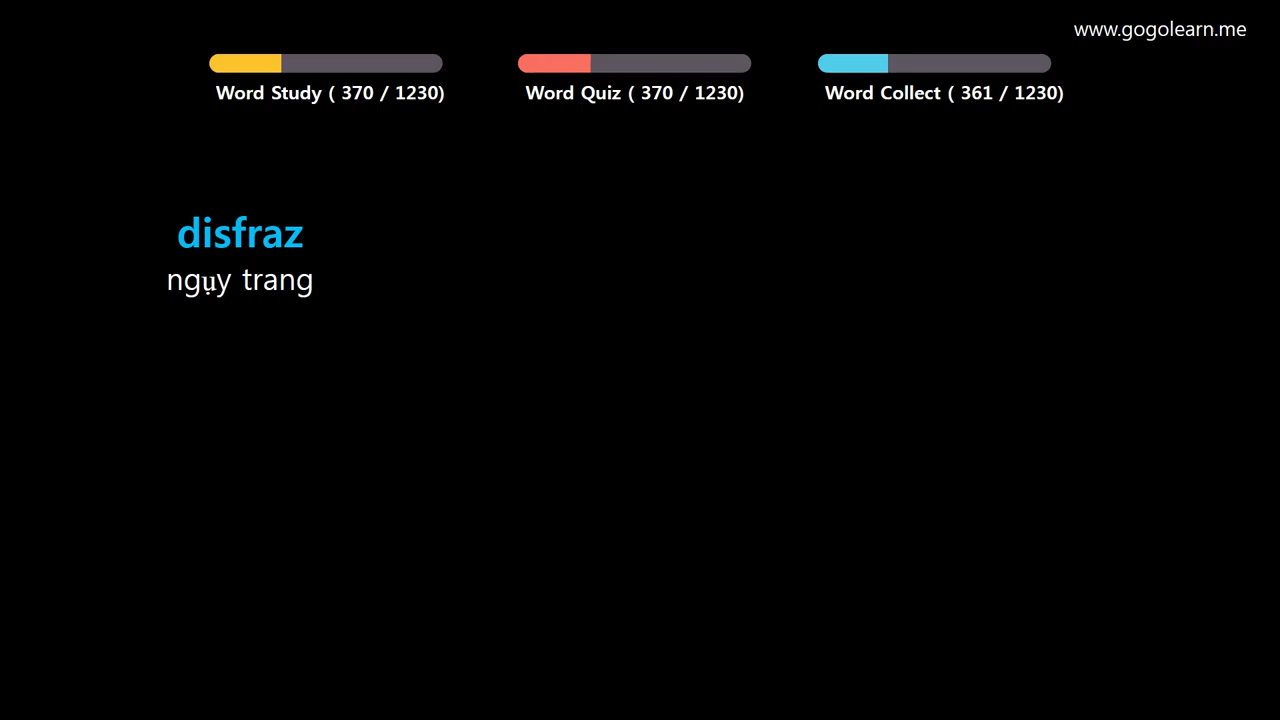 www.gogolearn.me
Word Study ( 370 / 1230)
Word Quiz ( 370 / 1230)
Word Collect ( 361 / 1230)
disfraz
ngụy trang